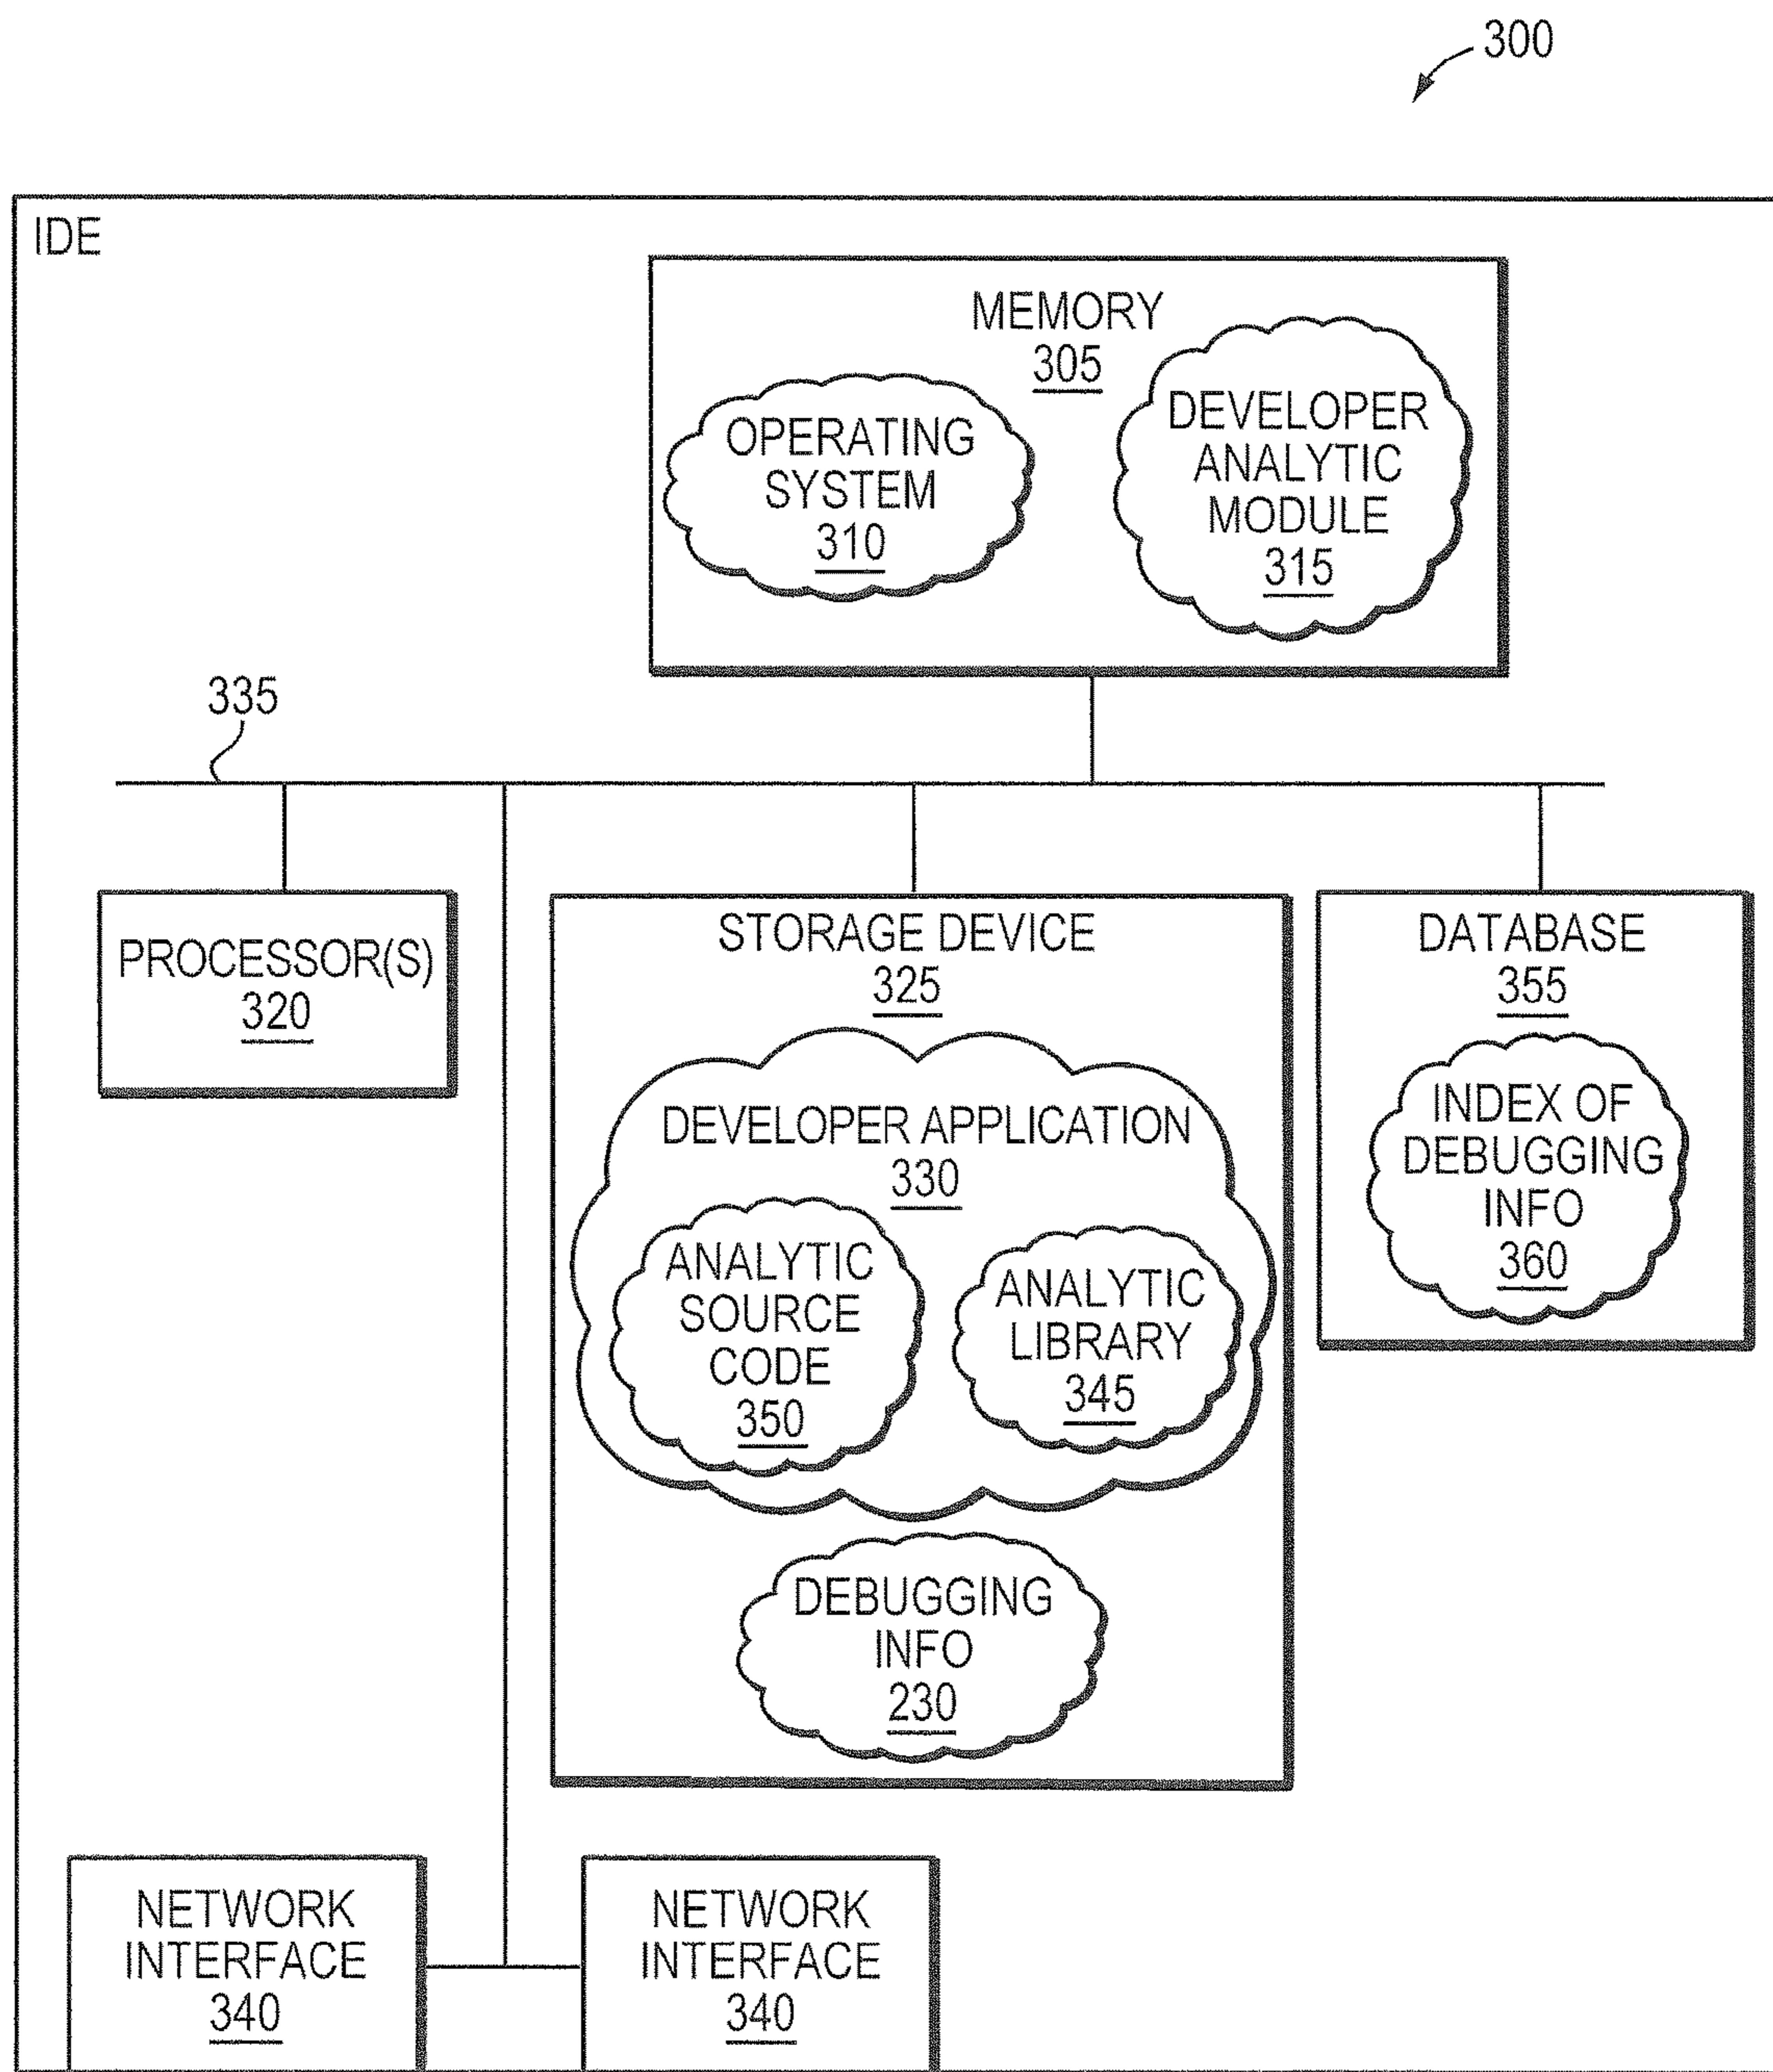 300
IDE
MEMORY
305
OPERATING
SYSTEM
310
DEVELOPER
ANALYTIC
MODULE
315
335
PROCESSOR(S)
320
STORAGE DEVICE
325
DEVELOPER APPLICATION
330
ANALYTIC
SOURCE
CODE
350
ANALYTIC
LIBRARY
345
DEBUGGING
INFO
230
DATABASE
355
INDEX OF
DEBUGGING
INFO
360
NETWORK
INTERFACE
340
NETWORK
INTERFACE
340